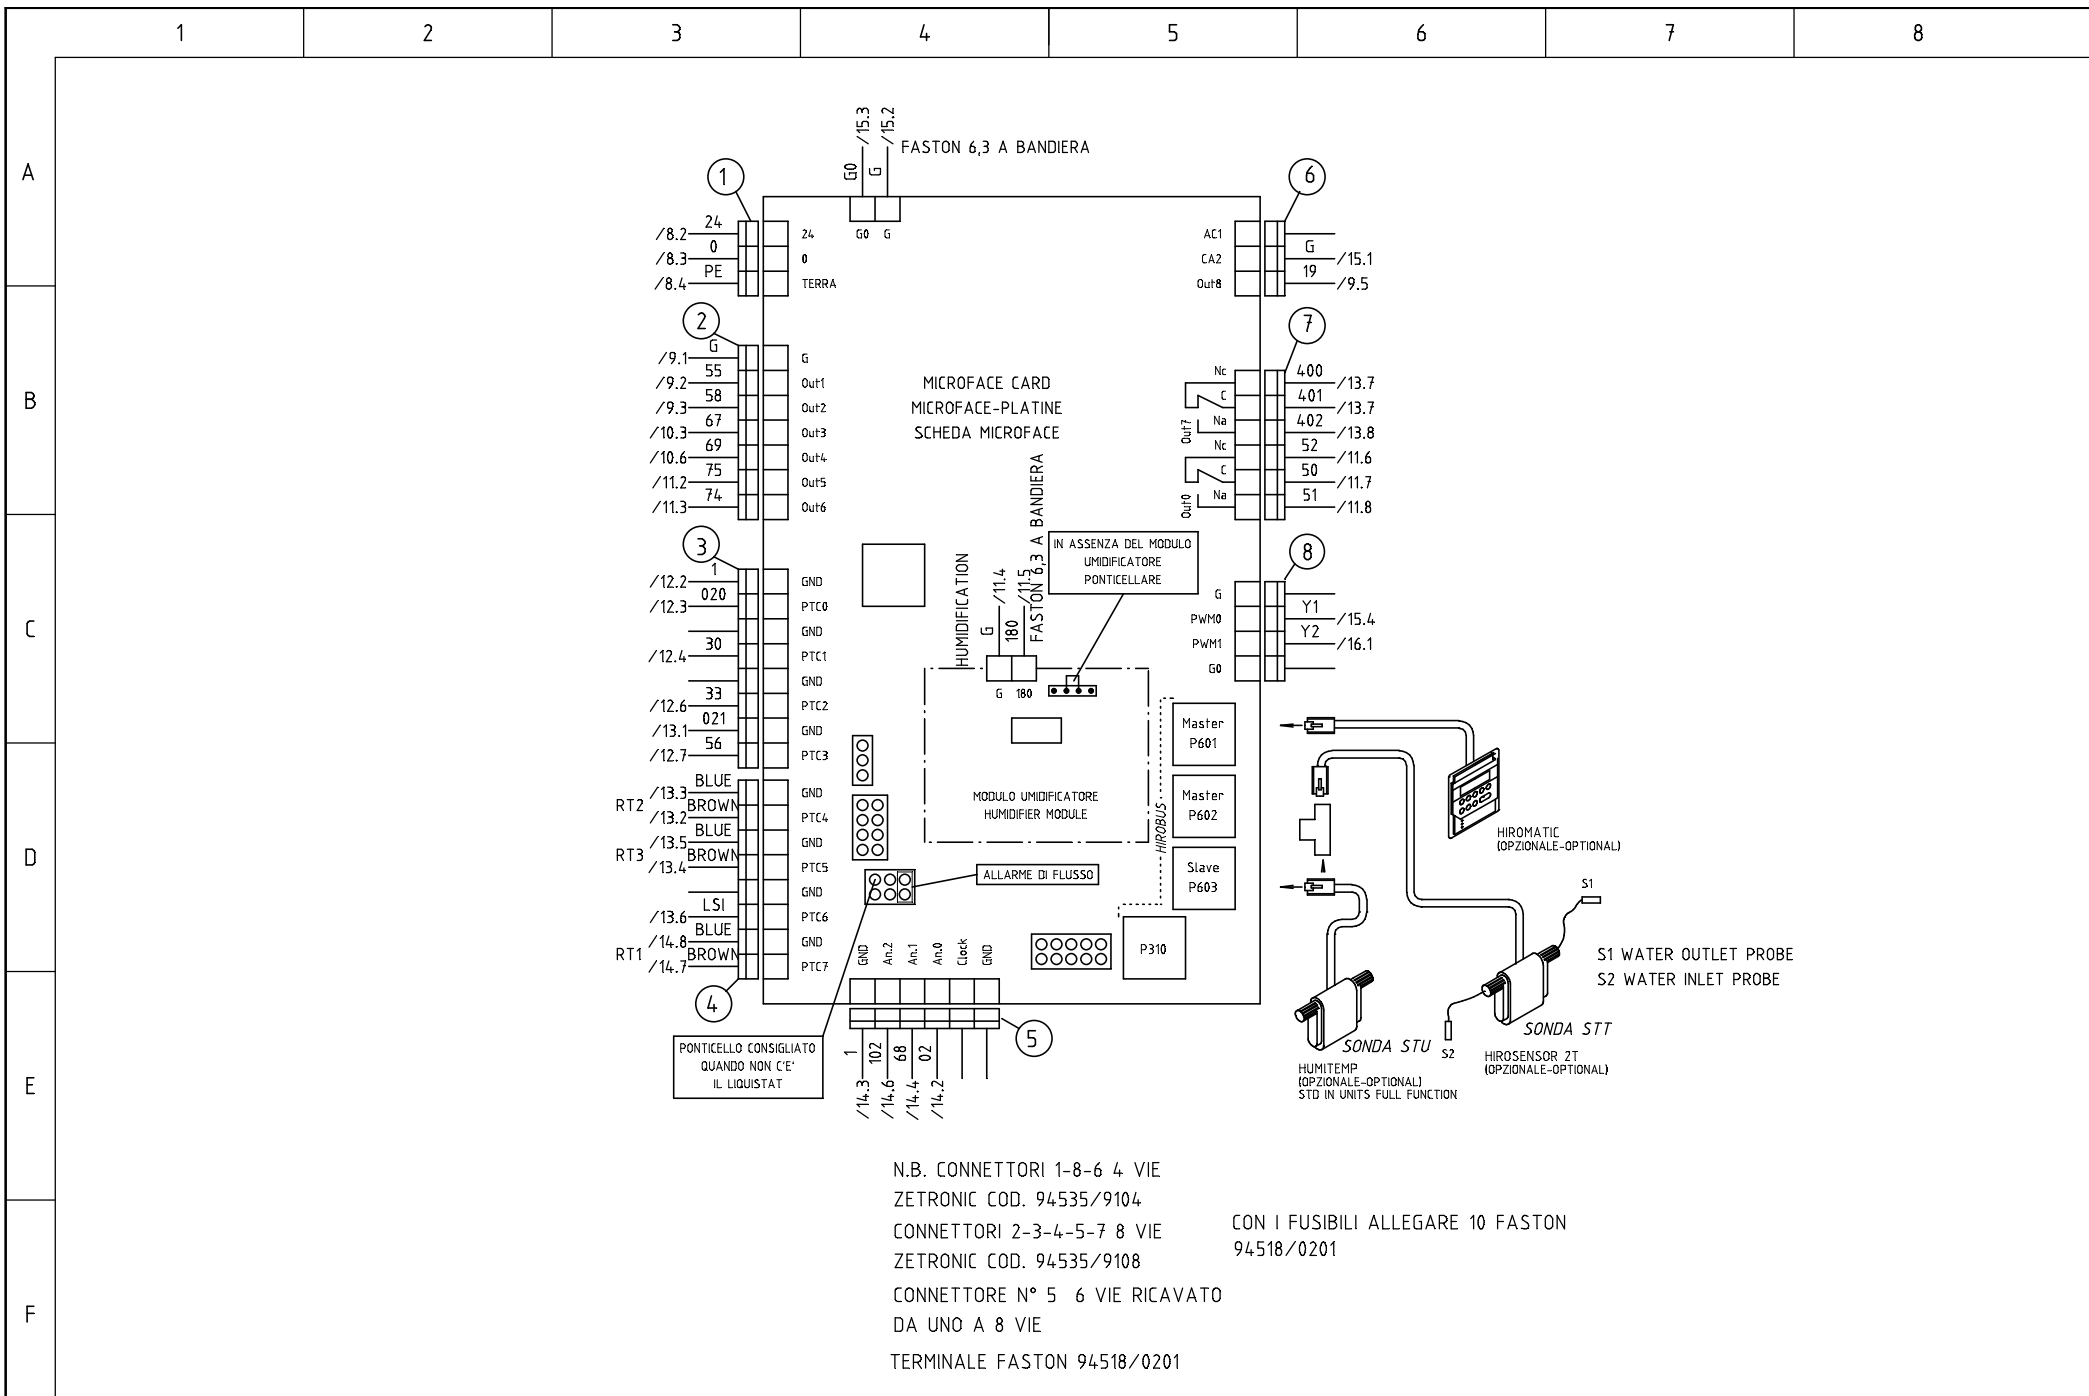 1 2 3 4 5 6 7 8
A
B
C
D
E
F
/15.3
/15.2
G0
G
FASTON 6,3 A BANDIERA
G0 G
1
/8.2 24 24
/8.3 0 0
/8.4 PE TERRA
2
/9.1 G G
/9.2 55 Out1
/9.3 58 Out2
/10.3 67 Out3
/10.6 69 Out4
/11.2 75 Out5
/11.3 74 Out6
3
/12.2 1 GND
/12.3 020 PTC0
GND
/12.4 30 PTC1
GND
/12.6 33 PTC2
/13.1 021 GND
/12.7 56 PTC3
/13.3 BLUE GND
RT2
/13.2 BROWN PTC4
/13.5 BLUE GND
RT3
/13.4 BROWN PTC5
GND
/13.6 LSI PTC6
/14.8 BLUE GND
RT1
/14.7 BROWN PTC7
4
MICROFACE CARD
MICROFACE-PLATINE
SCHEDA MICROFACE
HUMIDIFICATION
G
/11.4
180
/11.5
FASTON 6,3 A BANDIERA
G 180
IN ASSENZA DEL MODULO
UMIDIFICATORE
PONTICELLARE
MODULO UMIDIFICATORE
HUMIDIFIER MODULE
HIROBUS
ALLARME DI FLUSSO
6
AC1
CA2 G /15.1
Out8 19 /9.5
7
Nc 400 /13.7
C 401 /13.7
Na 402 /13.8
Out7
Nc 52 /11.6
C 50 /11.7
Na 51 /11.8
Out0
8
G
PWM0 Y1 /15.4
PWM1 Y2 /16.1
G0
Master
P601
Master
P602
Slave
P603
P310
GND An.2 An.1 An.0 Clock GND
5
1 102 68 02
/14.3 /14.6 /14.4 /14.2
PONTICELLO CONSIGLIATO
QUANDO NON C'E'
IL LIQUISTAT
HIROMATIC
(OPZIONALE-OPTIONAL)
S1
S1 WATER OUTLET PROBE
S2 WATER INLET PROBE
SONDA STT
SONDA STU
S2
HIROSENSOR 2T
(OPZIONALE-OPTIONAL)
HUMITEMP
(OPZIONALE-OPTIONAL)
STD IN UNITS FULL FUNCTION
N.B. CONNETTORI 1-8-6 4 VIE
ZETRONIC COD. 94535/9104
CONNETTORI 2-3-4-5-7 8 VIE
ZETRONIC COD. 94535/9108
CONNETTORE N° 5 6 VIE RICAVATO
DA UNO A 8 VIE
TERMINALE FASTON 94518/0201
CON I FUSIBILI ALLEGARE 10 FASTON
94518/0201